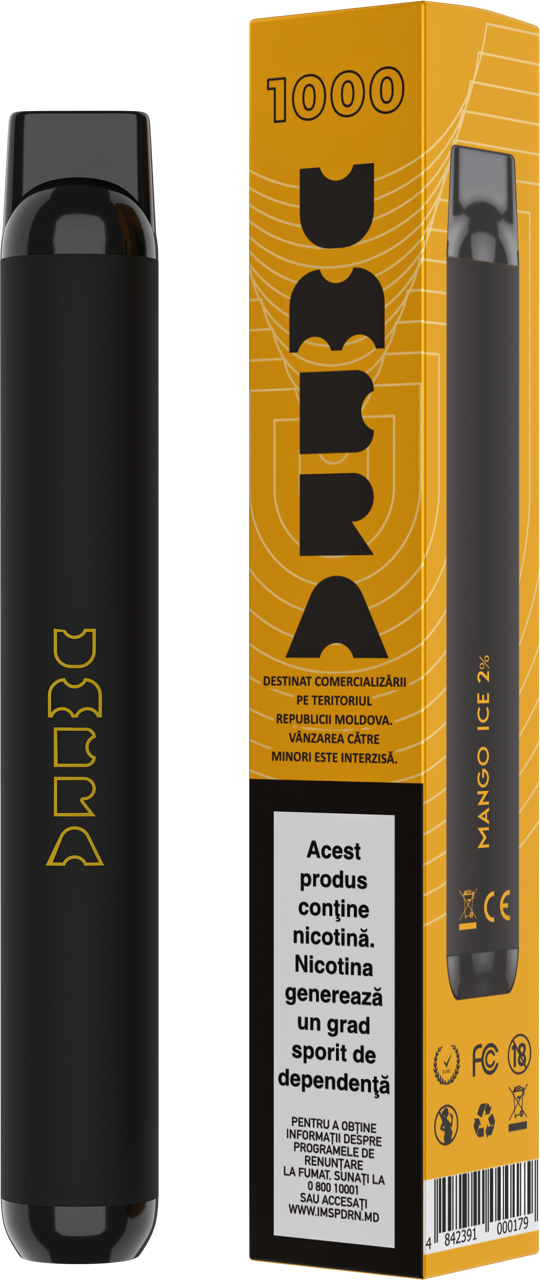 UMBRA
1000
UMBRA
DESTINAT COMERCIALIZĂRII
PE TERITORIUL
REPUBLICII MOLDOVA.
VÂNZAREA CĂTRE
MINORI ESTE INTERZISĂ.
Acest
produs
conţine
nicotină.
Nicotina
generează
un grad
sporit de
dependenţă
PENTRU A OBȚINE
INFORMAȚII DESPRE
PROGRAMELE DE
RENUNȚARE
LA FUMAT, SUNAȚI LA
0 800 10001
SAU ACCESAȚI
WWW.IMSPDRN.MD
MANGO ICE 2%
CE
FC
18
4 842391 000179